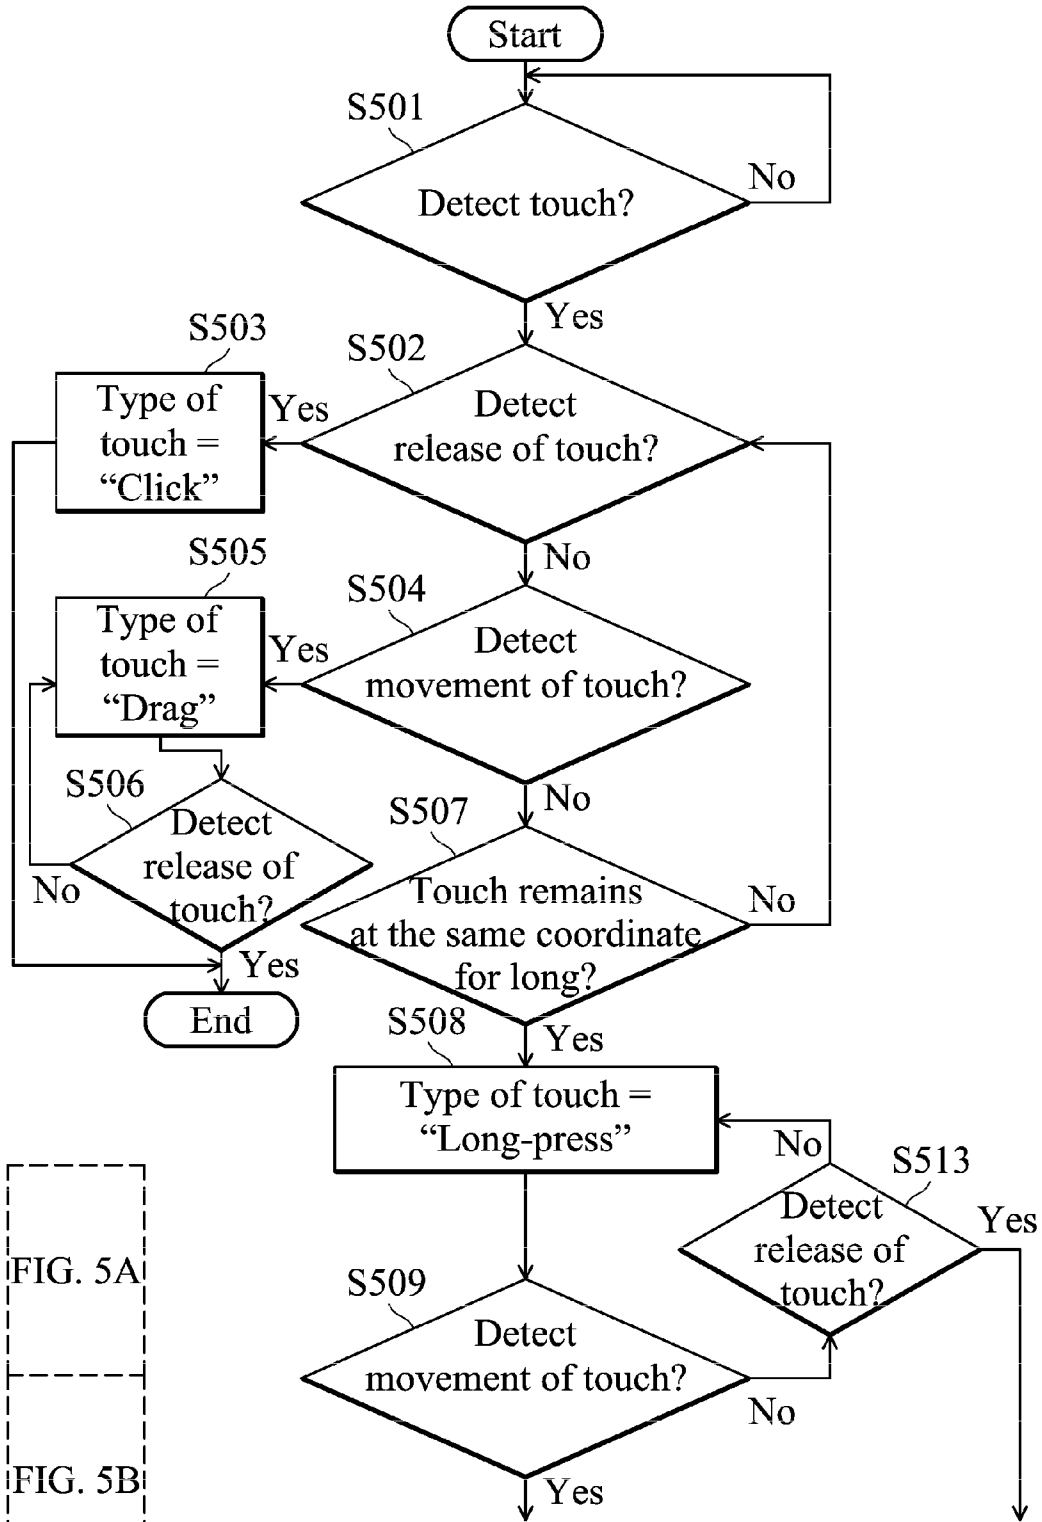 Start
S501
Detect touch?
No
Yes
S503
S502
Type of
touch =
“Click”
Yes
Detect
release of touch?
No
S505
S504
Type of
touch =
“Drag”
Yes
Detect
movement of touch?
No
S506
S507
Detect
release of
touch?
No
Yes
Touch remains
at the same coordinate
for long?
No
End
S508
Yes
Type of touch =
“Long-press”
No
S513
Detect
release of
touch?
Yes
FIG. 5A
S509
Detect
movement of touch?
No
FIG. 5B
Yes